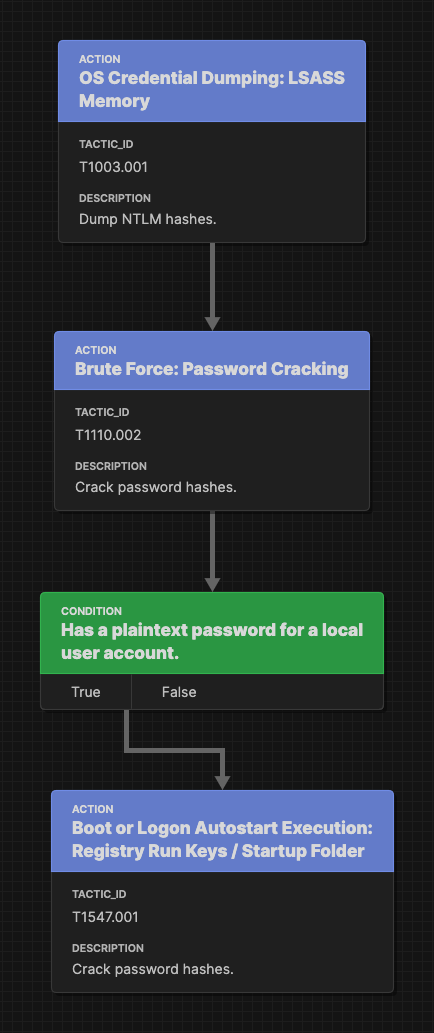 ACTION
OS Credential Dumping: LSASS
Memory
TACTIC_ID
T1003.001
DESCRIPTION
Dump NTLM hashes.
ACTION
Brute Force: Password Cracking
TACTIC_ID
T1110.002
DESCRIPTION
Crack password hashes.
CONDITION
Has a plaintext password for a local
user account.
True False
ACTION
Boot or Logon Autostart Execution:
Registry Run Keys / Startup Folder
TACTIC_ID
T1547.001
DESCRIPTION
Crack password hashes.